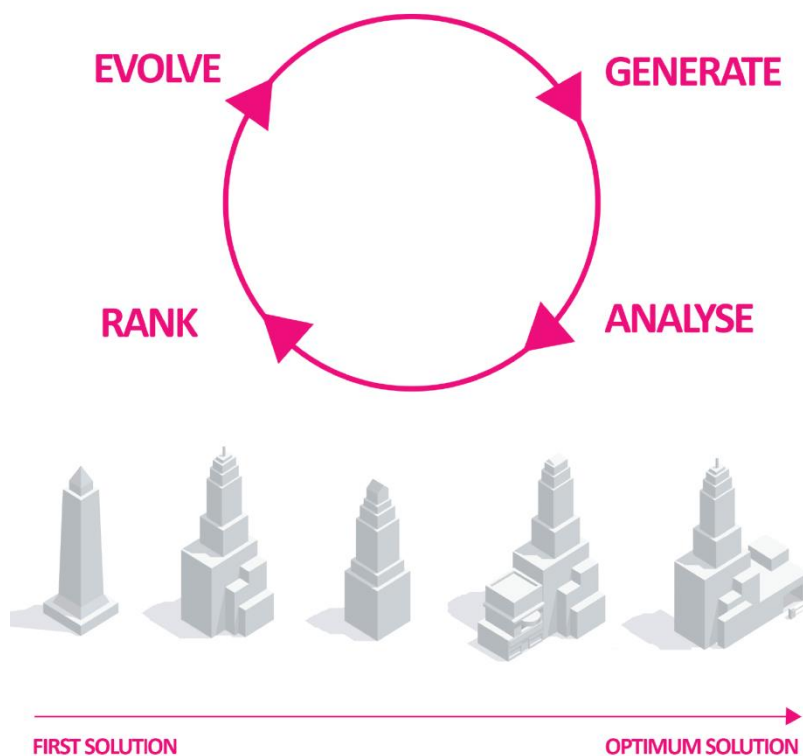 EVOLVE
GENERATE
RANK
ANALYSE
FIRST SOLUTION
OPTIMUM SOLUTION